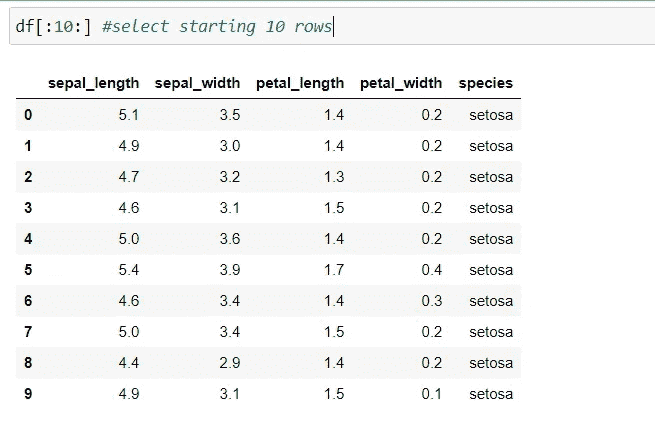 df[:10:] #select starting 10 rows
sepal_length sepal_width petal_length petal_width species
0 5.1 3.5 1.4 0.2 setosa
1 4.9 3.0 1.4 0.2 setosa
2 4.7 3.2 1.3 0.2 setosa
3 4.6 3.1 1.5 0.2 setosa
4 5.0 3.6 1.4 0.2 setosa
5 5.4 3.9 1.7 0.4 setosa
6 4.6 3.4 1.4 0.3 setosa
7 5.0 3.4 1.5 0.2 setosa
8 4.4 2.9 1.4 0.2 setosa
9 4.9 3.1 1.5 0.1 setosa